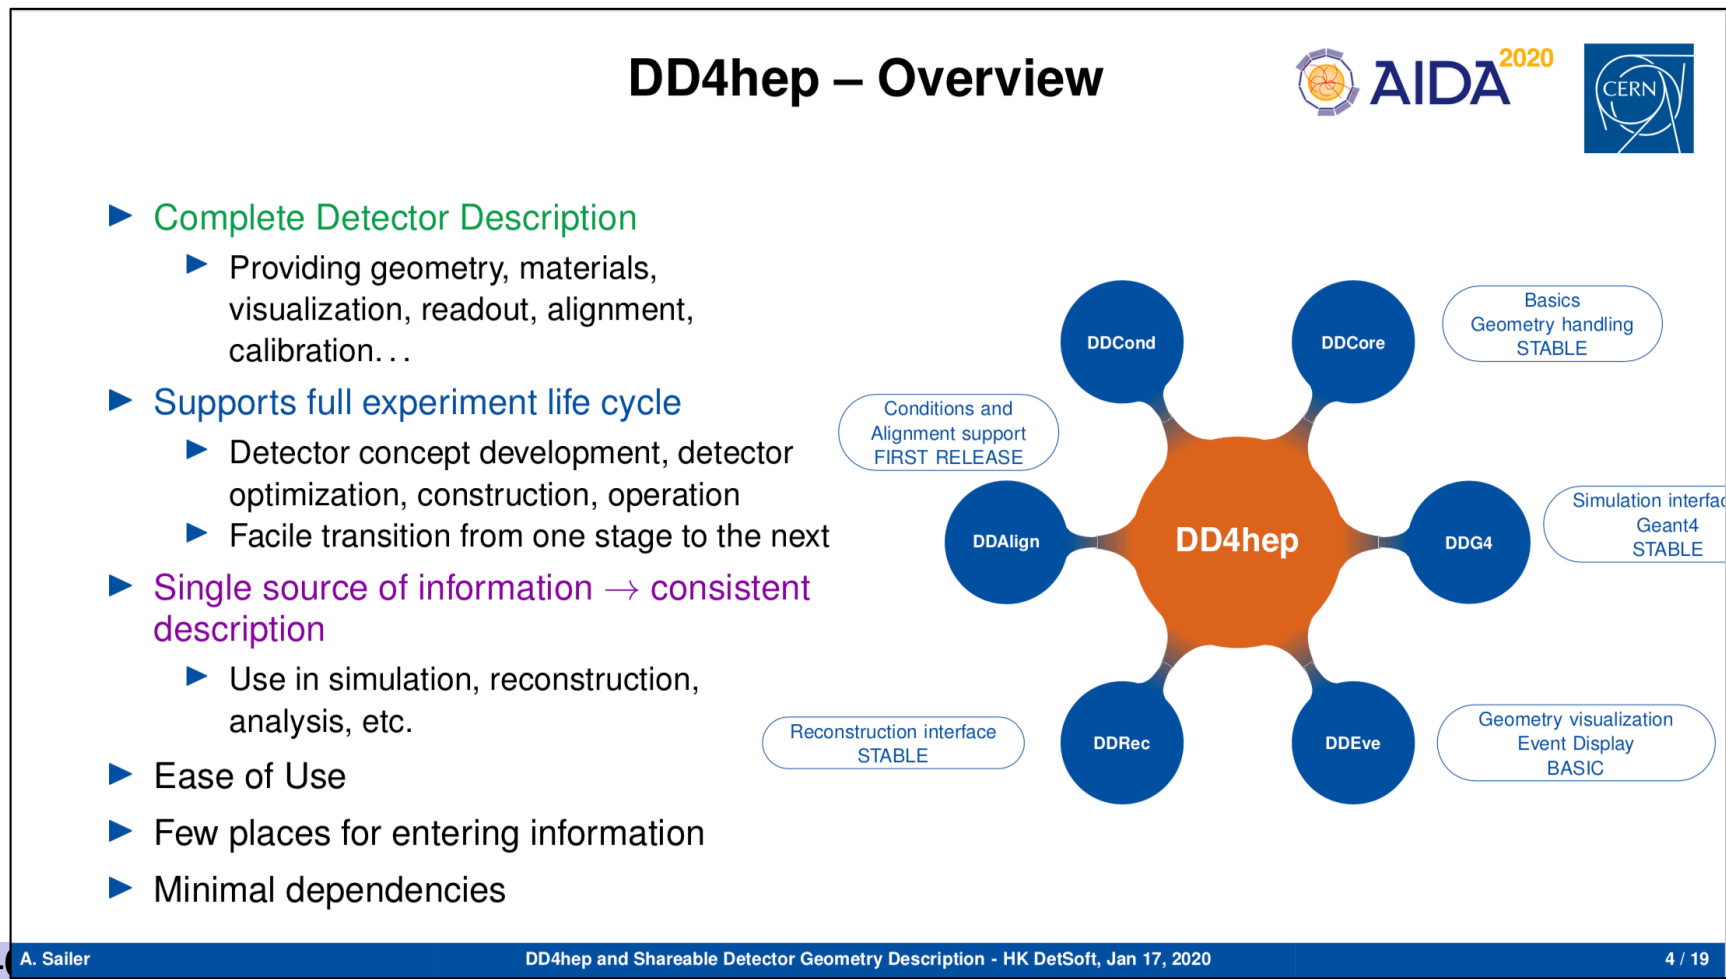 DD4hep – Overview
AIDA 2020
CERN
Complete Detector Description
Providing geometry, materials,
visualization, readout, alignment,
calibration...
Supports full experiment life cycle
Detector concept development, detector
optimization, construction, operation
Facile transition from one stage to the next
Single source of information → consistent
description
Use in simulation, reconstruction,
analysis, etc.
Ease of Use
Few places for entering information
Minimal dependencies
DDCond
DDCore
Basics
Geometry handling
STABLE
Conditions and
Alignment support
FIRST RELEASE
DDAlign
DD4hep
DDG4
Simulation interfac
Geant4
STABLE
Reconstruction interface
STABLE
DDRec
DDEve
Geometry visualization
Event Display
BASIC
A. Sailer
DD4hep and Shareable Detector Geometry Description - HK DetSoft, Jan 17, 2020
4 / 19